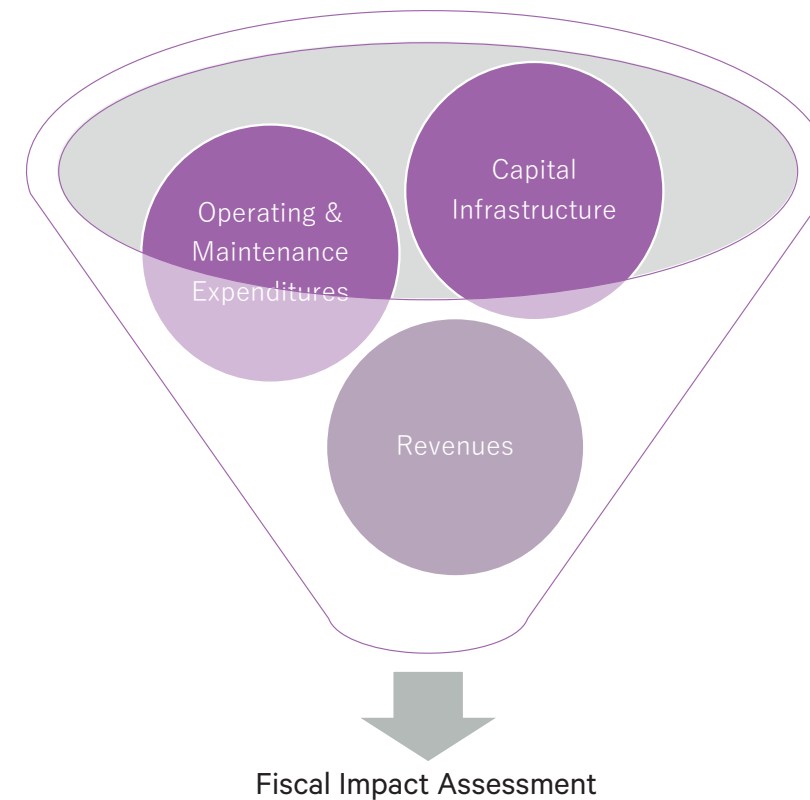 Capital
Infrastructure
Operating &
Maintenance
Expenditures
Revenues
Fiscal Impact Assessment